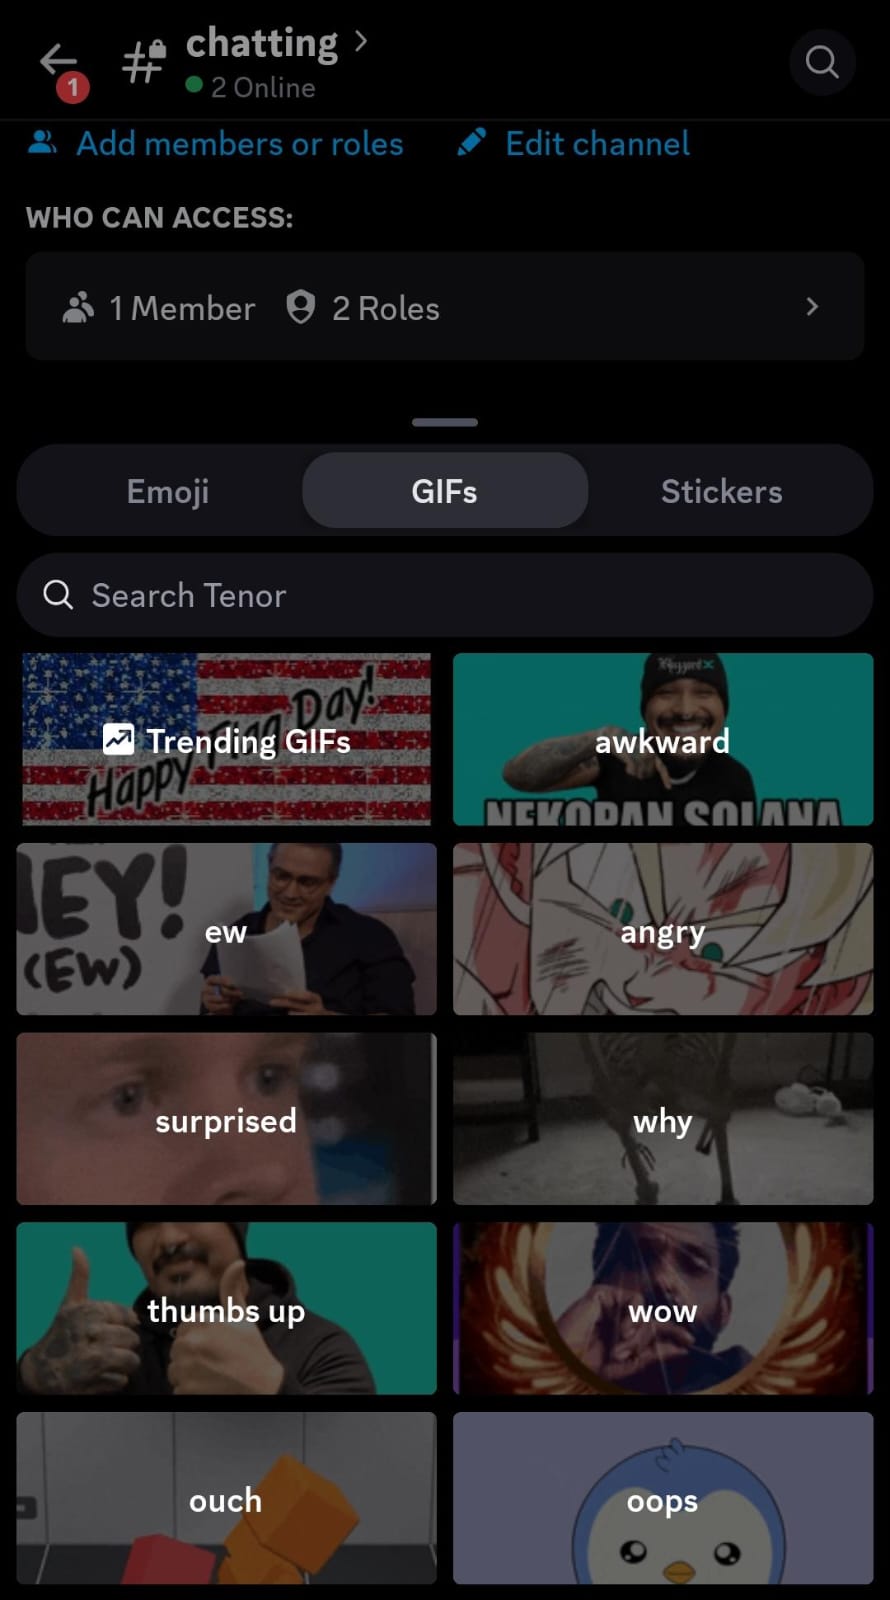 chatting
1
2 Online
Add members or roles
Edit channel
WHO CAN ACCESS:
1 Member
2 Roles
Emoji
GIFs
Stickers
Search Tenor
Happy Flag Day!
Trending GIFs
awkward
NEKOPAN SOLANA
HEY!
(EW)
ew
angry
surprised
why
thumbs up
wow
ouch
oops